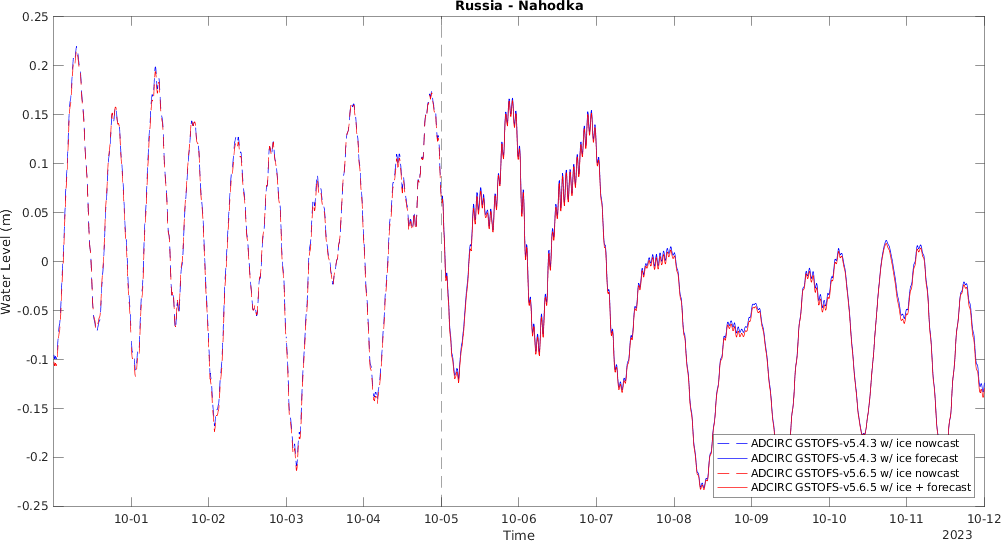 Russia - Nahodka
0.25
0.2
0.15
0.1
0.05
0
-0.05
-0.1
-0.15
-0.2
-0.25
Water Level (m)
ADCIRC GSTOFS-v5.4.3 w/ ice nowcast
ADCIRC GSTOFS-v5.4.3 w/ ice forecast
ADCIRC GSTOFS-v5.6.5 w/ ice nowcast
ADCIRC GSTOFS-v5.6.5 w/ ice + forecast
10-01 10-02 10-03 10-04 10-05 10-06 10-07 10-08 10-09 10-10 10-11 10-12
Time
2023